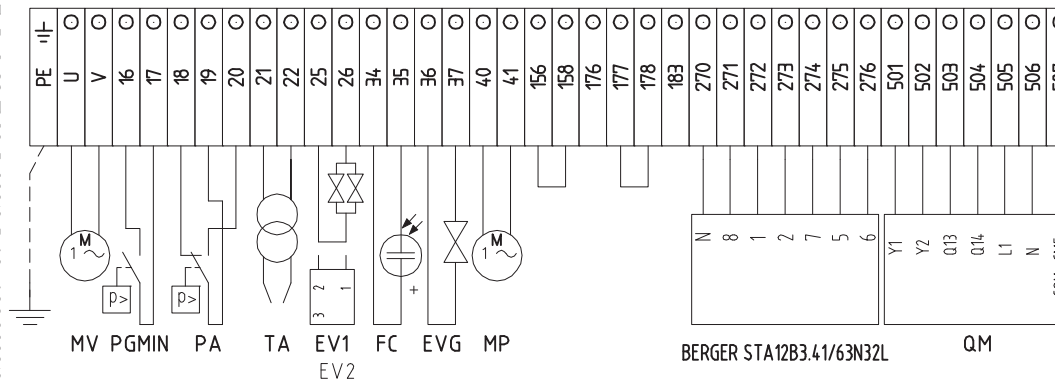 PE U V 16 17 18 19 20 21 22 25 26 34 35 36 37 40 41 156 158 176 177 178 183 270 271 272 273 274 275 276 501 502 503 504 505 506
N 8 1 2 7 5 6 Y1 Y2 Q13 Q14 L1 N
M 1~ p> p> 2 1 3 + M 1~
MV PGMIN PA TA EV1 FC EVG MP BERGER STA12B3.41/63N32L QM
EV2